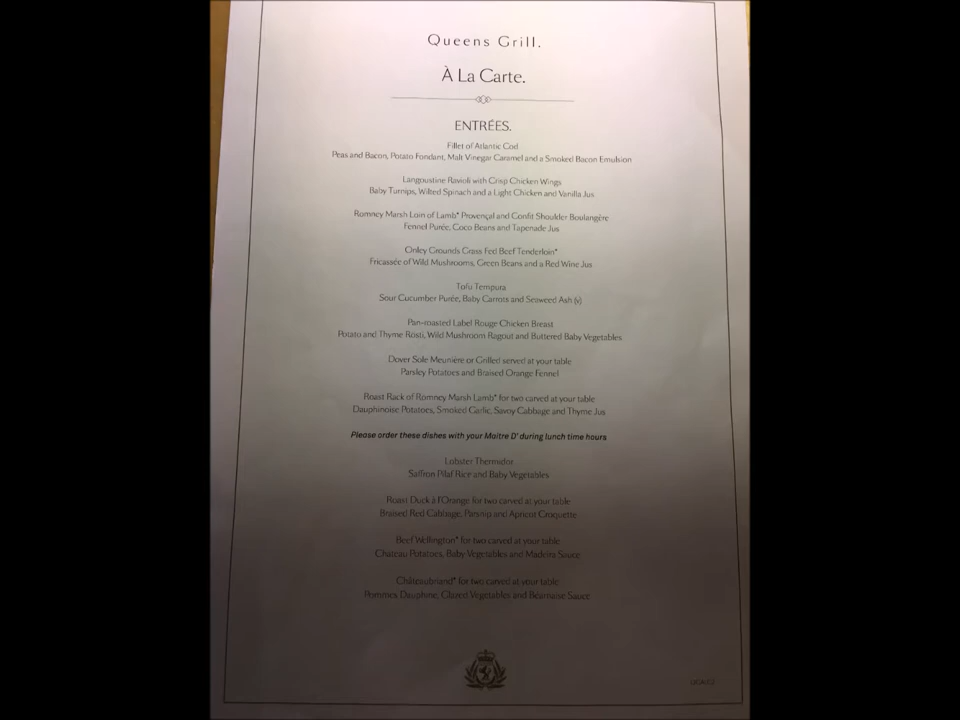 Queens Grill.
À La Carte.
ENTRÉES.
Fillet of Atlantic Cod
Peas and Bacon, Potato Fondant, Malt Vinegar Caramel and a Smoked Bacon Emulsion
Langoustine Ravioli with Crisp Chicken Wings
Baby Turnips, Wilted Spinach and a Light Chicken and Vanilla Jus
Romney Marsh Loin of Lamb* Provençal and Confit Shoulder Boulangère
Fennel Purée, Coco Beans and Tapenade Jus
Onley Grounds Grass Fed Beef Tenderloin*
Fricassée of Wild Mushrooms, Green Beans and a Red Wine Jus
Tofu Tempura
Sour Cucumber Purée, Baby Carrots and Seaweed Ash (v)
Pan-roasted Label Rouge Chicken Breast
Potato and Thyme Rösti, Wild Mushroom Ragout and Buttered Baby Vegetables
Dover Sole Meunière or Grilled served at your table
Parsley Potatoes and Braised Orange Fennel
Roast Rack of Romney Marsh Lamb* for two carved at your table
Dauphinoise Potatoes, Smoked Garlic, Savoy Cabbage and Thyme Jus
Please order these dishes with your Maitre D' during lunch time hours
Lobster Thermidor
Saffron Pilaf Rice and Baby Vegetables
Roast Duck à l'Orange for two carved at your table
Braised Red Cabbage, Parsnip and Apricot Croquette
Beef Wellington* for two carved at your table
Chateau Potatoes, Baby Vegetables and Madeira Sauce
Châteaubriand* for two carved at your table
Pommes Dauphine, Glazed Vegetables and Béarnaise Sauce